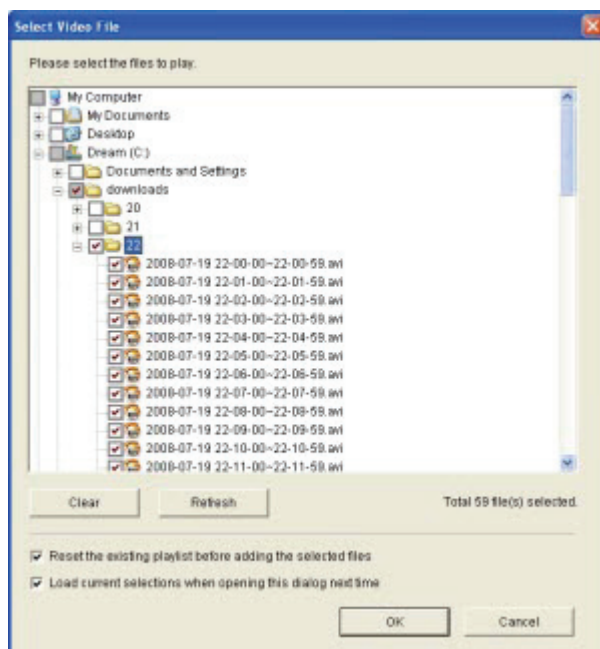 Select Video File
Please select the files to play.
My Computer
My Documents
Desktop
Dream (C:)
Documents and Settings
downloads
20
21
22
2008-07-19 22-00-00~22-00-59.avi
2008-07-19 22-01-00~22-01-59.avi
2008-07-19 22-02-00~22-02-59.avi
2008-07-19 22-03-00~22-03-59.avi
2008-07-19 22-04-00~22-04-59.avi
2008-07-19 22-05-00~22-05-59.avi
2008-07-19 22-06-00~22-06-59.avi
2008-07-19 22-07-00~22-07-59.avi
2008-07-19 22-08-00~22-08-59.avi
2008-07-19 22-09-00~22-09-59.avi
2008-07-19 22-10-00~22-10-59.avi
2008-07-19 22-11-00~22-11-59.avi
Clear Refresh Total 59 file(s) selected.
Reset the existing playlist before adding the selected files
Load current selections when opening this dialog next time
OK Cancel